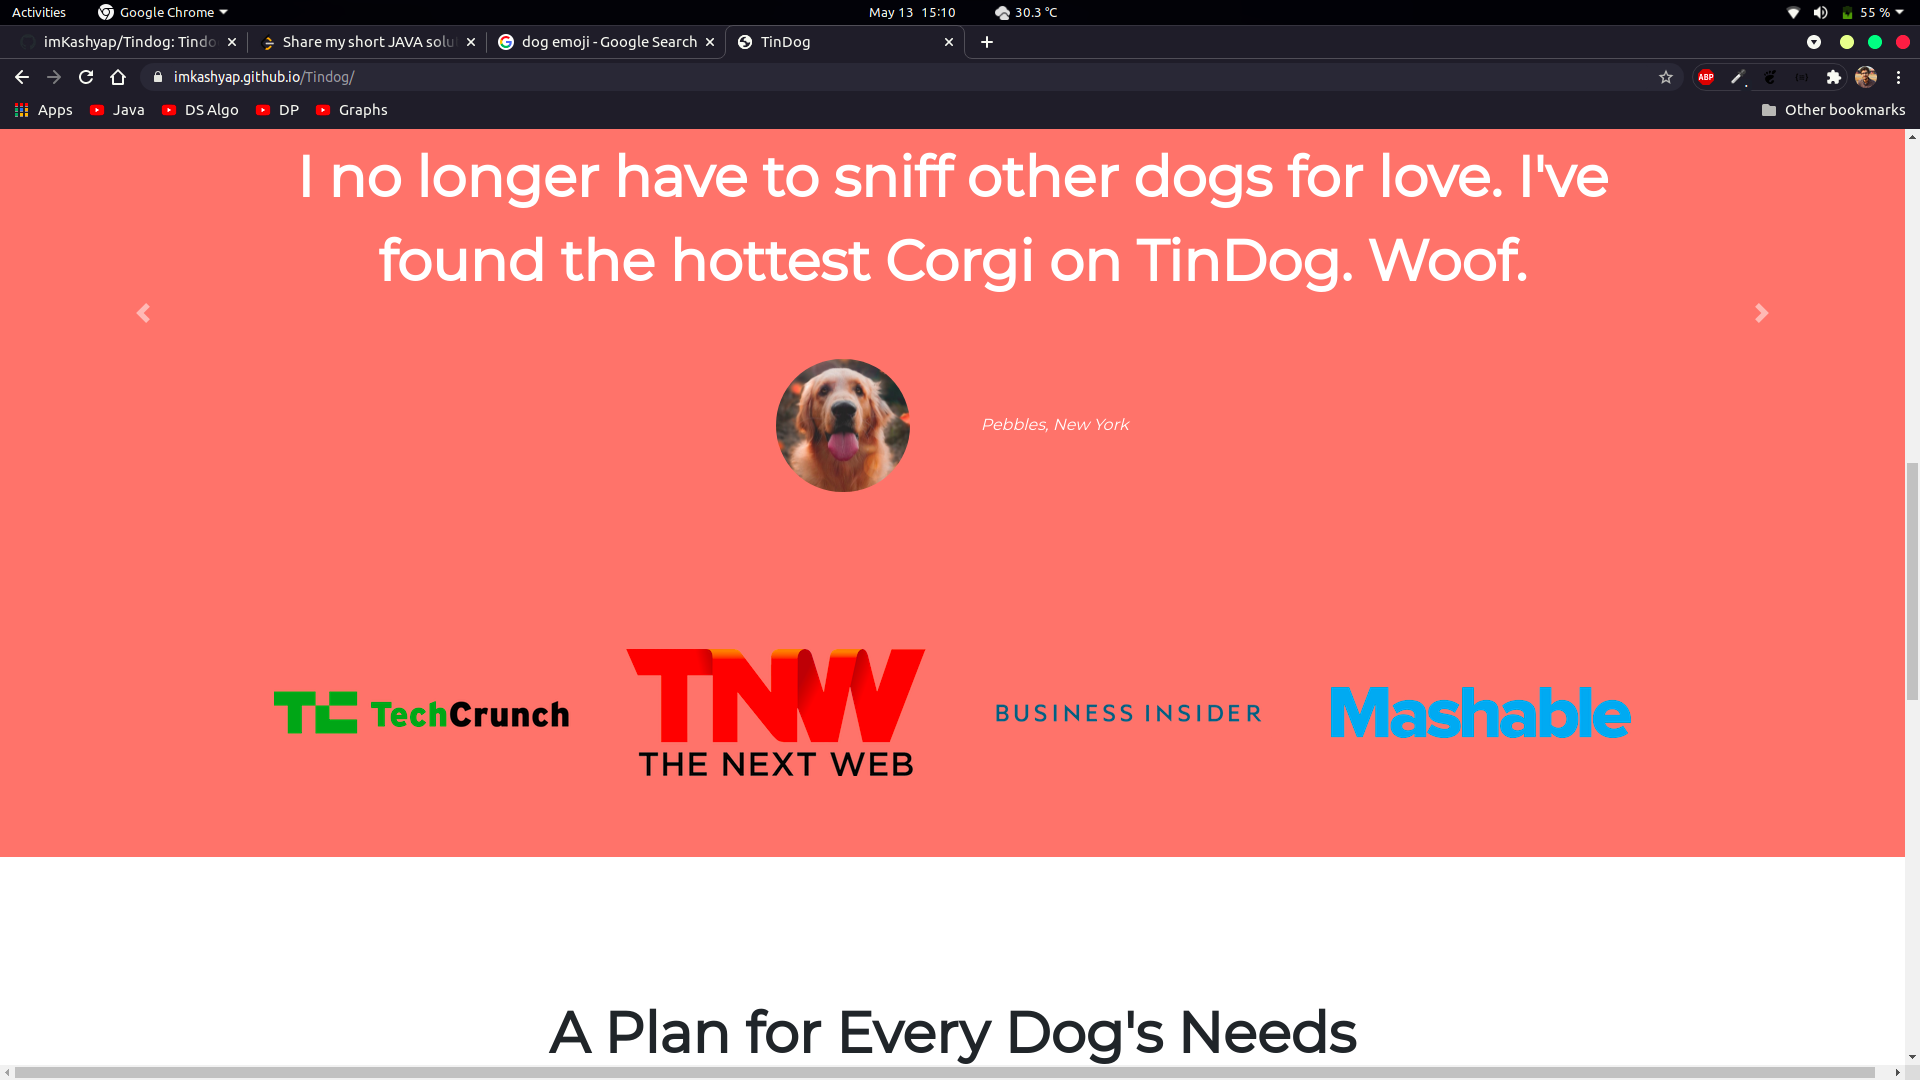 Activities
Google Chrome
May 13 15:10
30.3 °C
55 %
imKashyap/Tindog: Tindo
Share my short JAVA solu
dog emoji - Google Search
TinDog
imkashyap.github.io/Tindog/
ABP
Apps
Java
DS Algo
DP
Graphs
Other bookmarks
I no longer have to sniff other dogs for love. I've
found the hottest Corgi on TinDog. Woof.
Pebbles, New York
TC TechCrunch
TNW
THE NEXT WEB
BUSINESS INSIDER
Mashable
A Plan for Every Dog's Needs